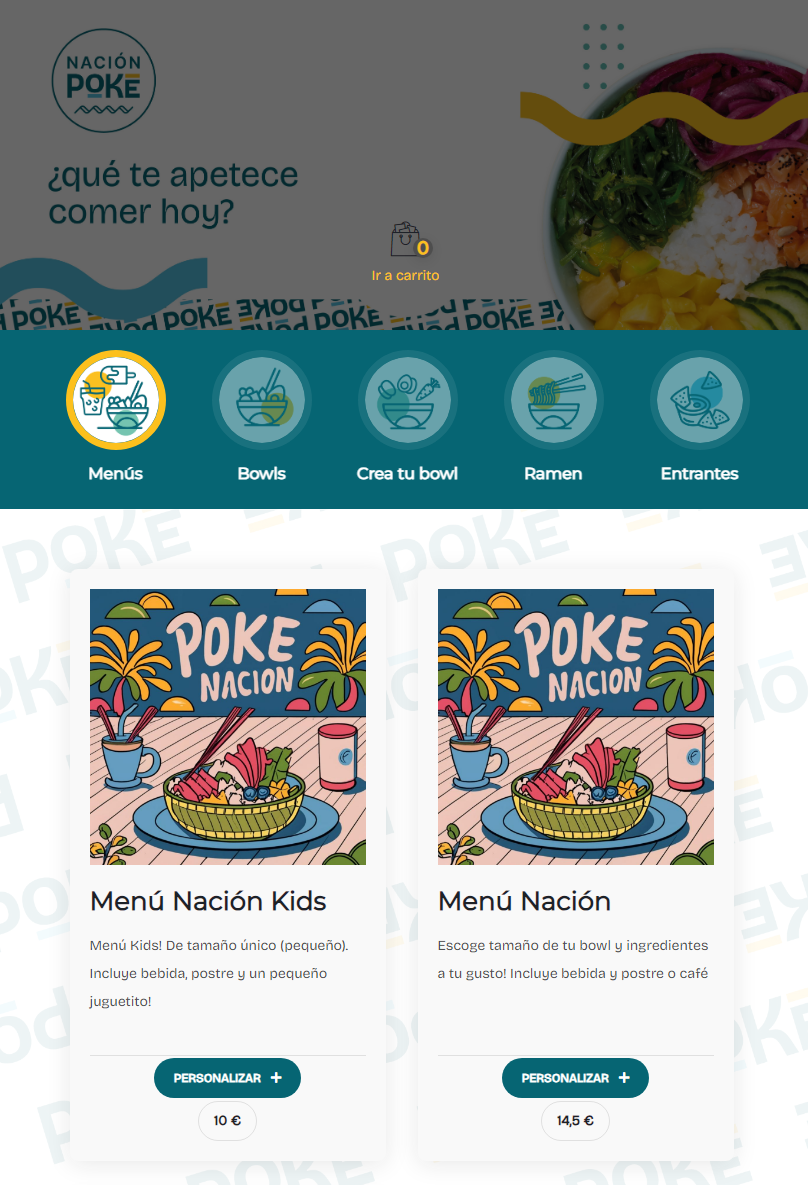 NACIÓN
POKE
¿qué te apetece
comer hoy?
0
Ir a carrito
POKE POKE POKE POKE
Menús
Bowls
Crea tu bowl
Ramen
Entrantes
POKE
POKE
POKE
NACION
POKE
NACION
Menú Nación Kids
Menú Nación
Menú Kids! De tamaño único (pequeño).
Incluye bebida, postre y un pequeño
juguetito!
Escoge tamaño de tu bowl y ingredientes
a tu gusto! Incluye bebida y postre o café
PERSONALIZAR +
10 €
PERSONALIZAR +
14,5 €
POKE
POKE